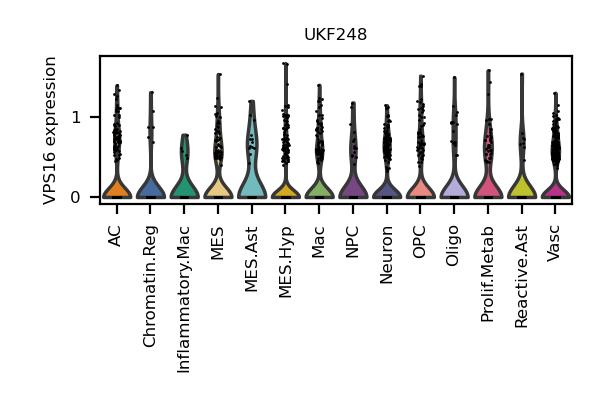 UKF248
VPS16 expression
1
0
AC
Chromatin.Reg
Inflammatory.Mac
MES
MES.Ast
MES.Hyp
Mac
NPC
Neuron
OPC
Oligo
Prolif.Metab
Reactive.Ast
Vasc